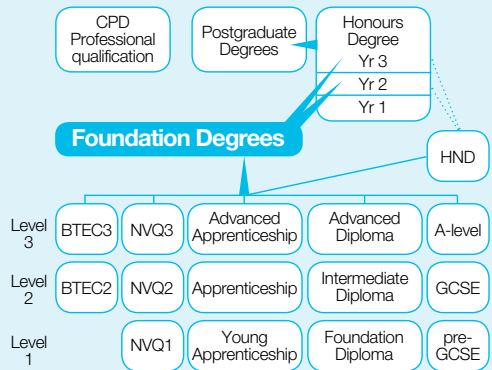 CPD
Professional
qualification
Postgraduate
Degrees
Honours
Degree
Yr 3
Yr 2
Yr 1
Foundation Degrees
HND
Level
3
BTEC3
NVQ3
Advanced
Apprenticeship
Advanced
Diploma
A-level
Level
2
BTEC2
NVQ2
Apprenticeship
Intermediate
Diploma
GCSE
Level
1
NVQ1
Young
Apprenticeship
Foundation
Diploma
pre-
GCSE